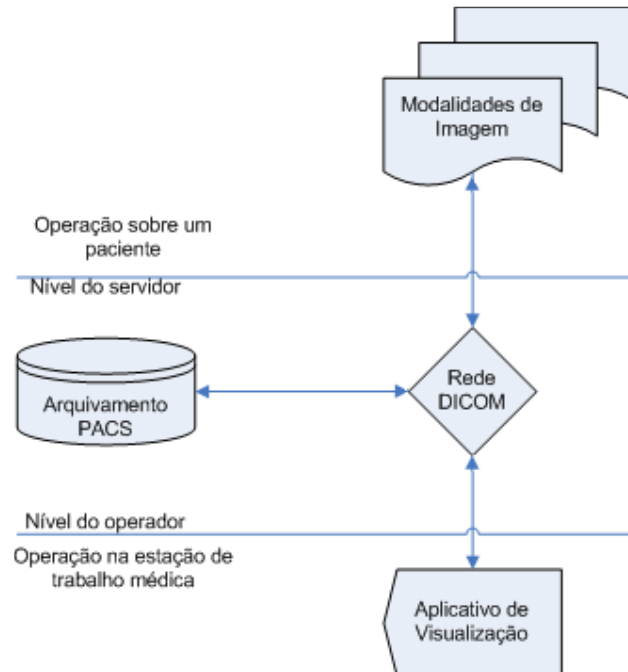 Modalidades de
Imagem
Operação sobre um
paciente
Nível do servidor
Rede
DICOM
Arquivamento
PACS
Nível do operador
Operação na estação de
trabalho médica
Aplicativo de
Visualização